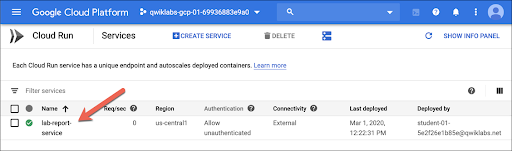 Google Cloud Platform
qwiklabs-gcp-01-69936883e9a0
Cloud Run
Services
CREATE SERVICE
DELETE
SHOW INFO PANEL
Each Cloud Run service has a unique endpoint and autoscales deployed containers. Learn more
Filter services
Name Req/sec Region Authentication Connectivity Last deployed Deployed by
lab-report-service 0 us-central1 Allow unauthenticated External Mar 1, 2020, 12:22:31 PM student-01-5e2f26e1b85e@qwiklabs.net